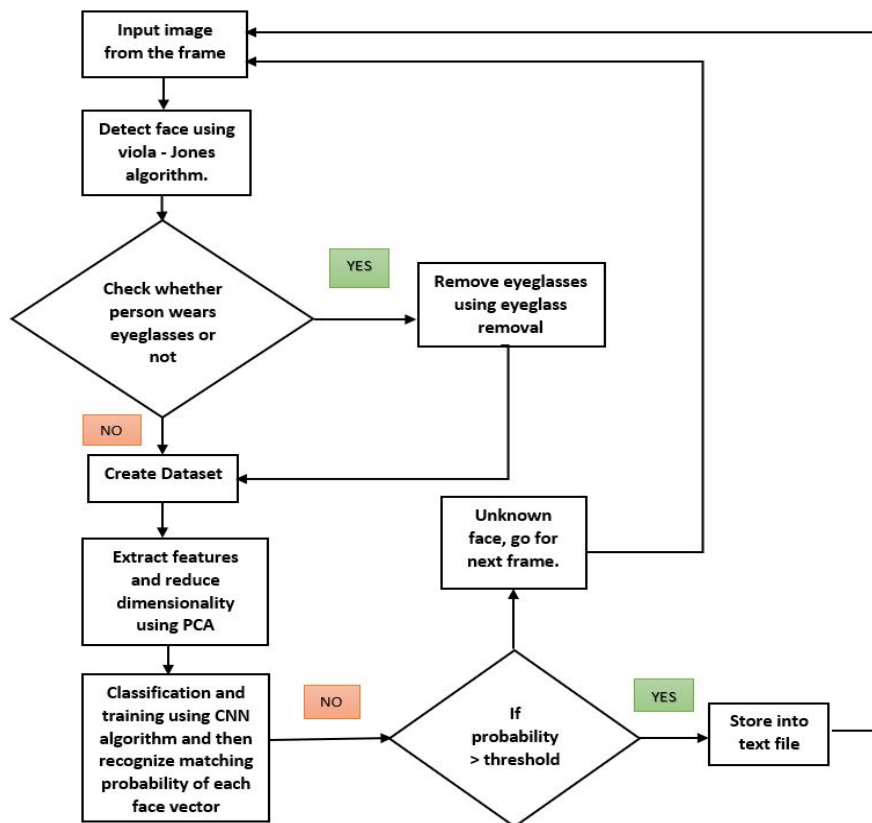 Input image
from the frame
Detect face using
viola - Jones
algorithm.
Check whether
person wears
eyeglasses or
not
YES
Remove eyeglasses
using eyeglass
removal
NO
Create Dataset
Extract features
and reduce
dimensionality
using PCA
Classification and
training using CNN
algorithm and then
recognize matching
probability of each
face vector
NO
If
probability
> threshold
Unknown
face, go for
next frame.
YES
Store into
text file